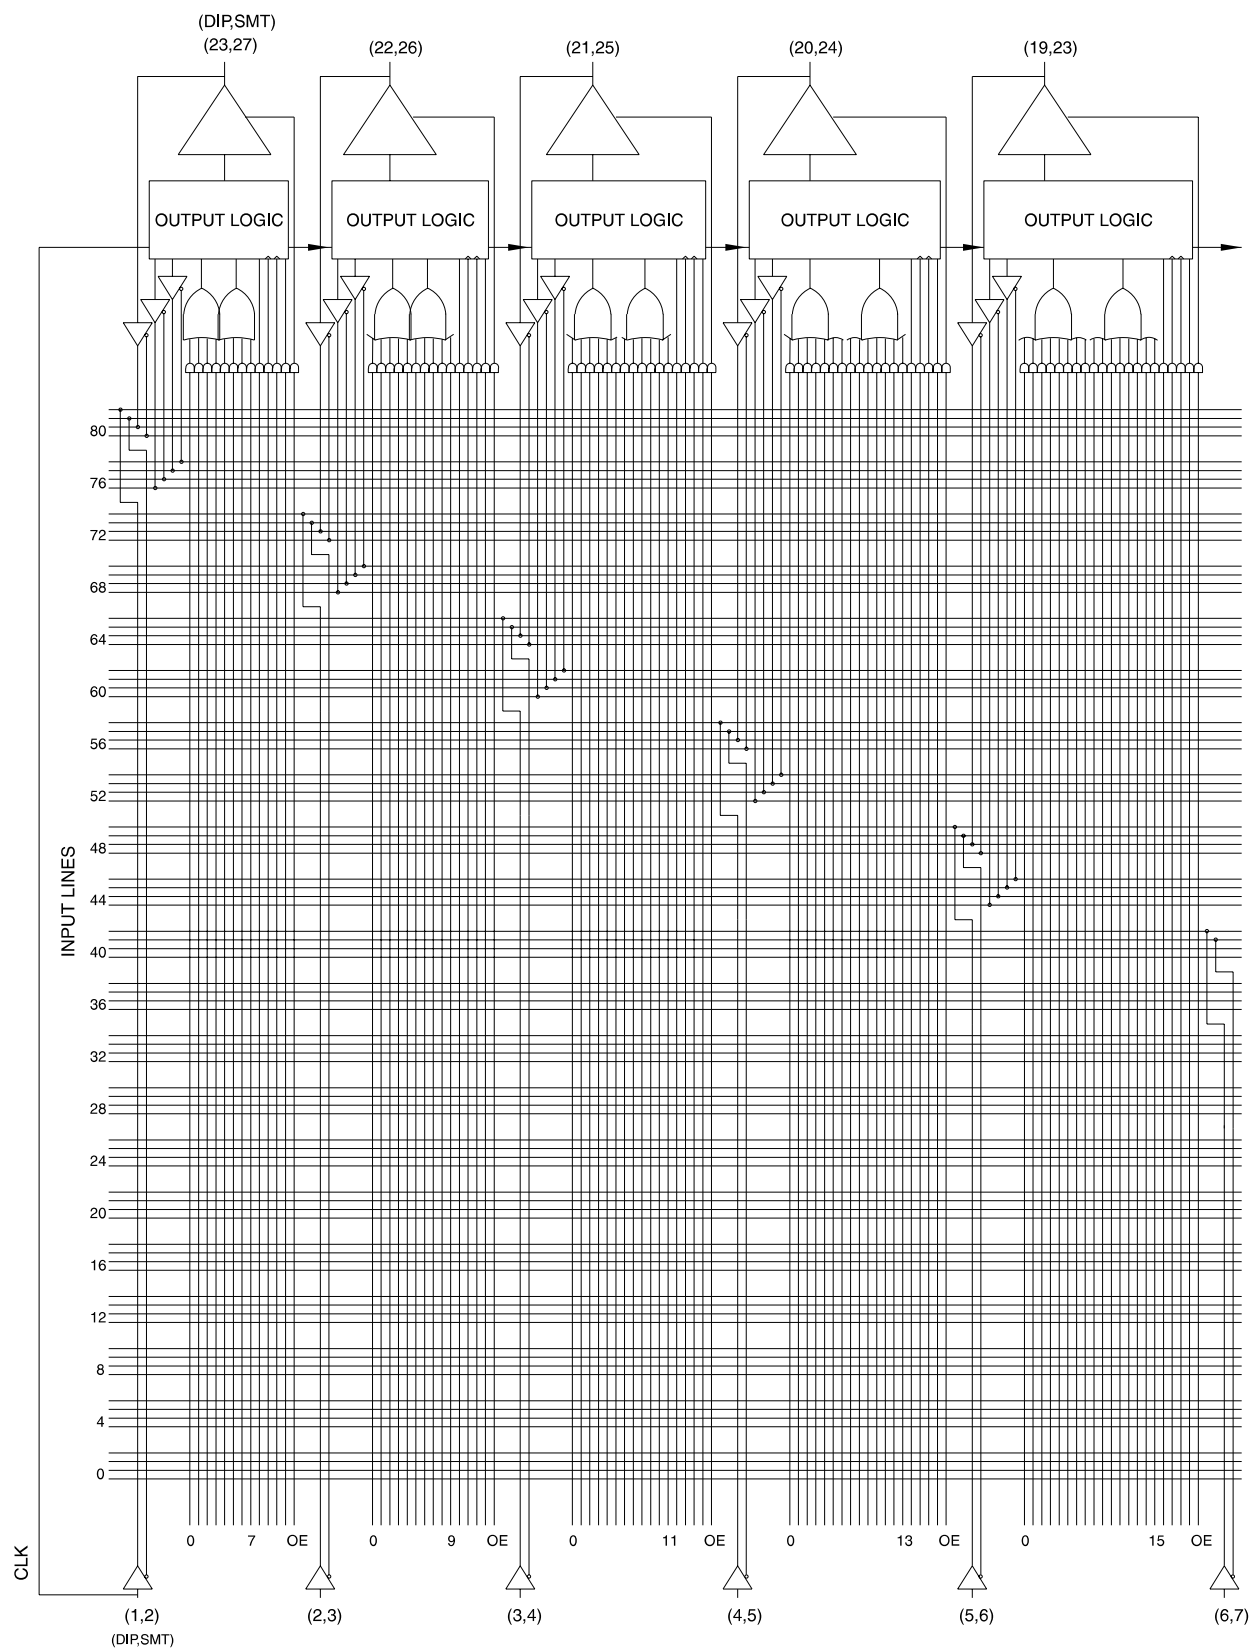 (DIP,SMT)
(23,27) (22,26) (21,25) (20,24) (19,23)
OUTPUT LOGIC OUTPUT LOGIC OUTPUT LOGIC OUTPUT LOGIC OUTPUT LOGIC
80
76
72
68
64
60
56
52
48
44
40
36
32
28
24
20
16
12
8
4
0
INPUT LINES
0 7 OE 0 9 OE 0 11 OE 0 13 OE 0 15 OE
CLK
(1,2) (2,3) (3,4) (4,5) (5,6) (6,7)
(DIP,SMT)